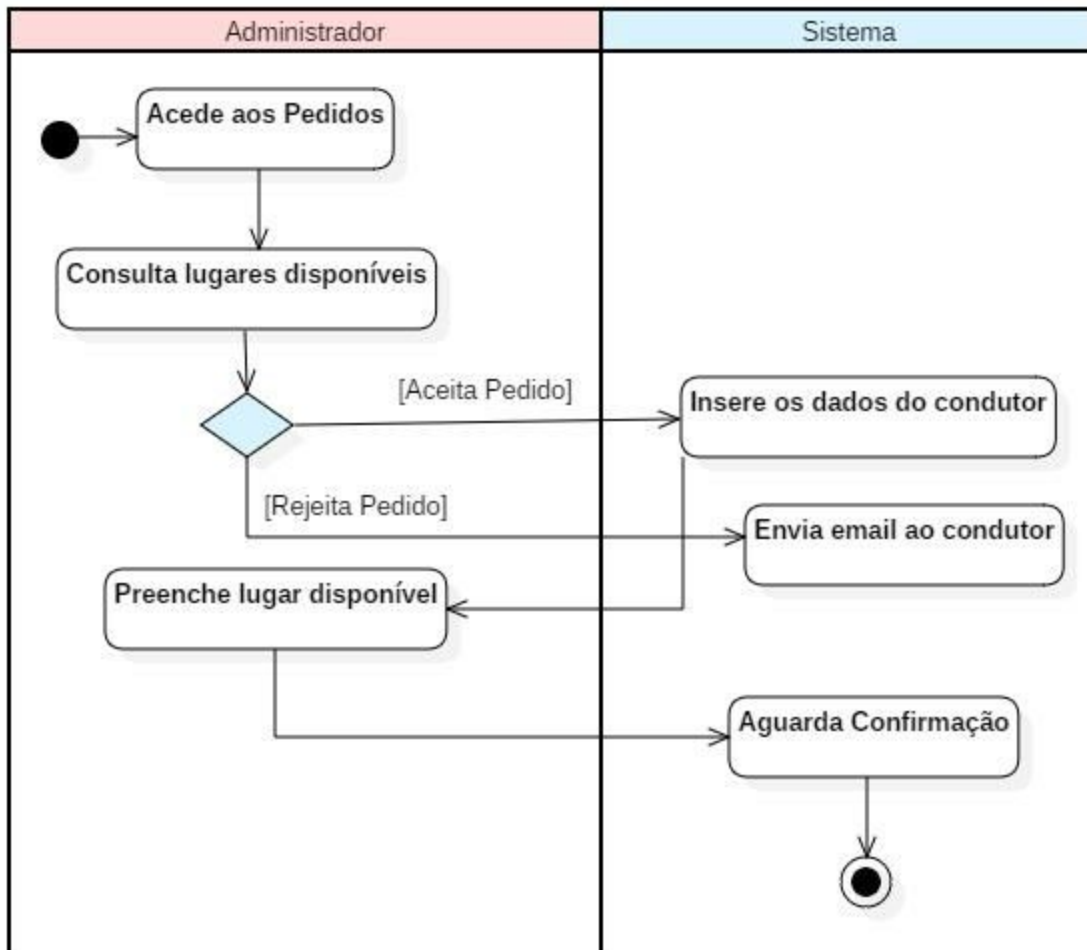 Administrador
Sistema
Acede aos Pedidos
Consulta lugares disponíveis
[Aceita Pedido]
Insere os dados do condutor
[Rejeita Pedido]
Envia email ao condutor
Preenche lugar disponível
Aguarda Confirmação